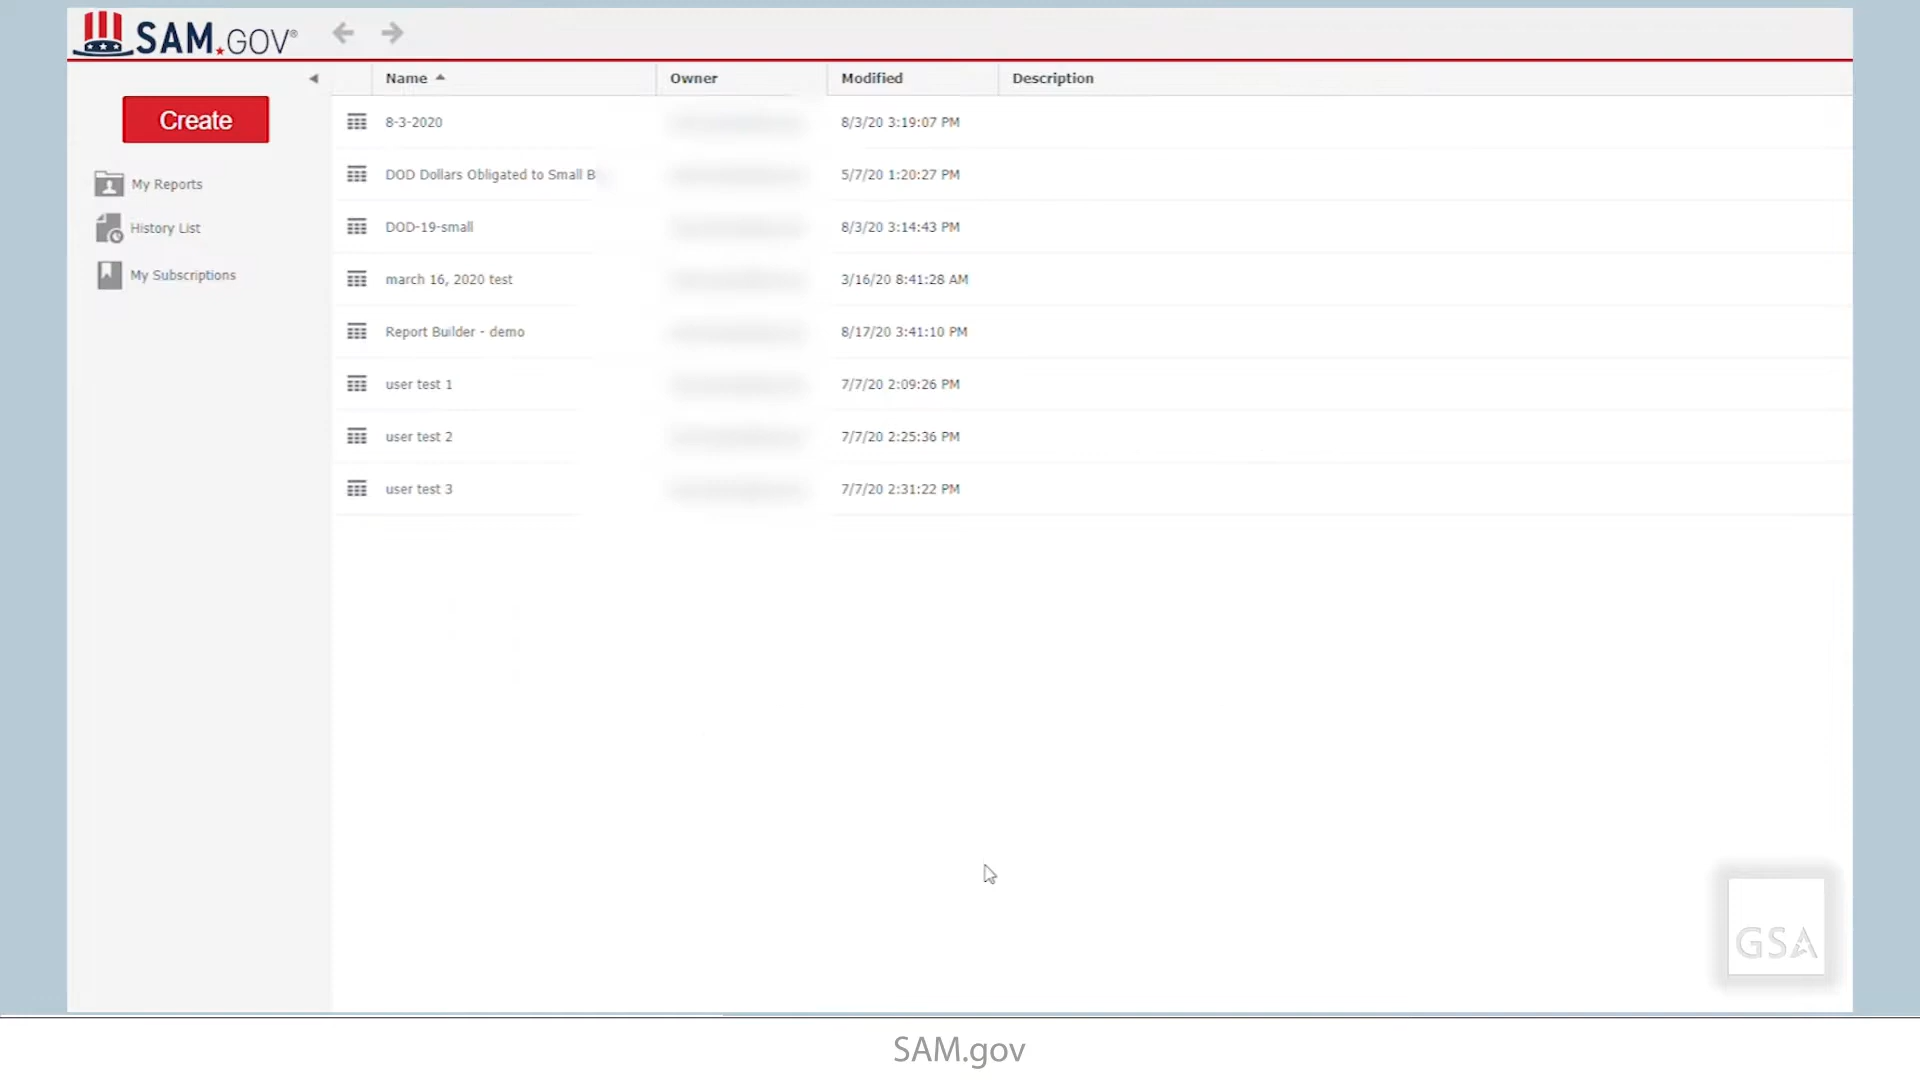 SAM.GOV®
Name Owner Modified Description
Create
My Reports
History List
My Subscriptions
8-3-2020 8/3/20 3:19:07 PM
DOD Dollars Obligated to Small B 5/7/20 1:20:27 PM
DOD-19-small 8/3/20 3:14:43 PM
march 16, 2020 test 3/16/20 8:41:28 AM
Report Builder - demo 8/17/20 3:41:10 PM
user test 1 7/7/20 2:09:26 PM
user test 2 7/7/20 2:25:36 PM
user test 3 7/7/20 2:31:22 PM
GSA
SAM.gov